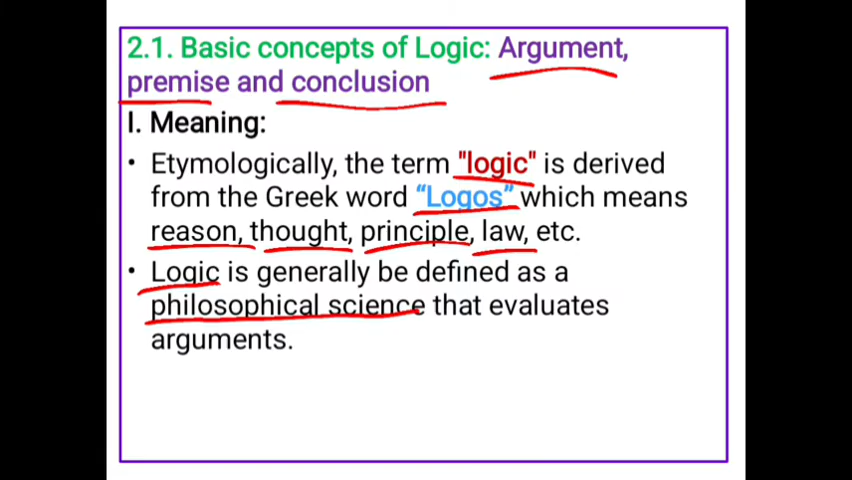 2.1. Basic concepts of Logic: Argument,
premise and conclusion
I. Meaning:
• Etymologically, the term "logic" is derived
from the Greek word “Logos” which means
reason, thought, principle, law, etc.
• Logic is generally be defined as a
philosophical science that evaluates
arguments.